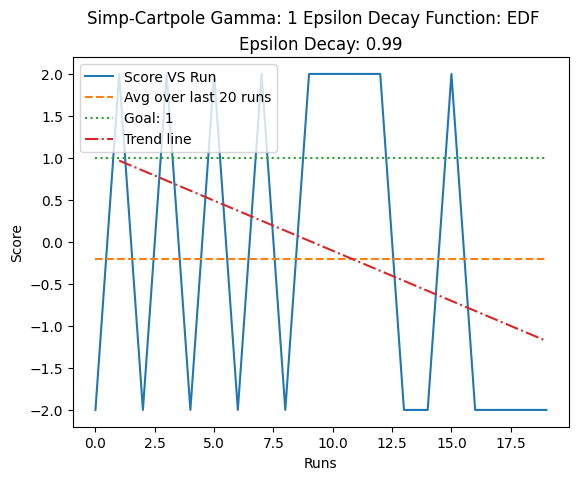 Simp-Cartpole Gamma: 1 Epsilon Decay Function: EDF
Epsilon Decay: 0.99
Score VS Run
Avg over last 20 runs
Goal: 1
Trend line
2.0
1.5
1.0
0.5
0.0
−0.5
−1.0
−1.5
−2.0
Score
0.0 2.5 5.0 7.5 10.0 12.5 15.0 17.5
Runs